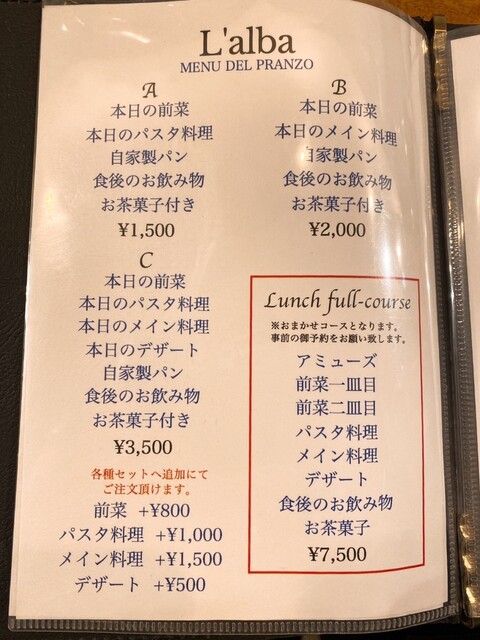 L'alba
MENU DEL PRANZO
A
本日の前菜
本日のパスタ料理
自家製パン
食後のお飲み物
お茶菓子付き
¥1,500
B
本日の前菜
本日のメイン料理
自家製パン
食後のお飲み物
お茶菓子付き
¥2,000
C
本日の前菜
本日のパスタ料理
本日のメイン料理
本日のデザート
自家製パン
食後のお飲み物
お茶菓子付き
¥3,500
各種セットへ追加にて
ご注文頂けます。
前菜 +¥800
パスタ料理 +¥1,000
メイン料理 +¥1,500
デザート +¥500
Lunch full-course
※おまかせコースとなります。
事前の御予約をお願い致します。
アミューズ
前菜一皿目
前菜二皿目
パスタ料理
メイン料理
デザート
食後のお飲み物
お茶菓子
¥7,500